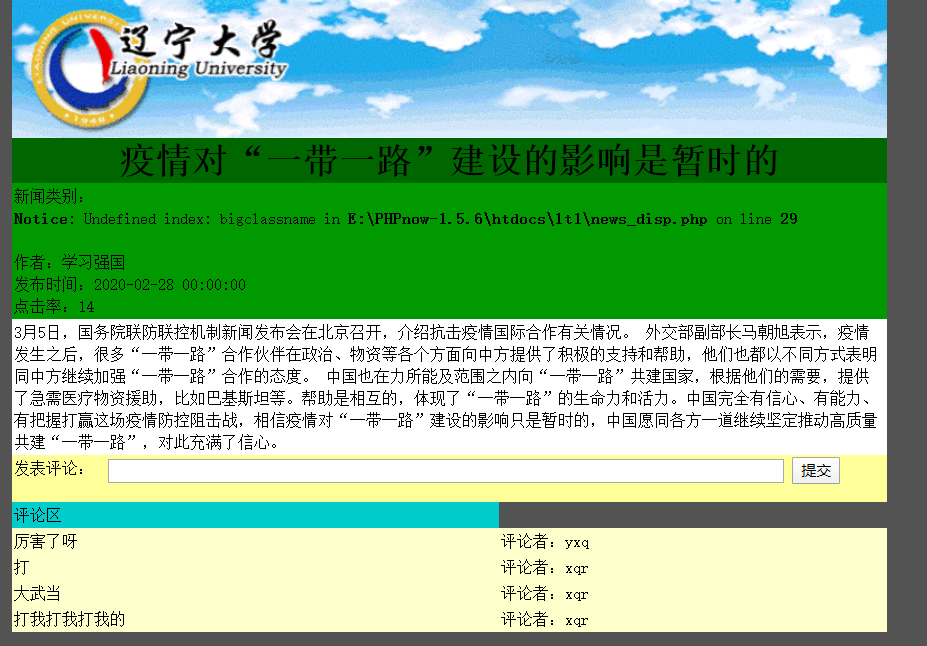 辽宁大学
Liaoning University
LIAONING UNIVERSITY
1948
疫情对“一带一路”建设的影响是暂时的
新闻类别：
Notice: Undefined index: bigclassname in E:\PHPnow-1.5.6\htdocs\lt1\news_disp.php on line 29
作者：学习强国
发布时间：2020-02-28 00:00:00
点击率：14
3月5日，国务院联防联控机制新闻发布会在北京召开，介绍抗击疫情国际合作有关情况。 外交部副部长马朝旭表示，疫情
发生之后，很多“一带一路”合作伙伴在政治、物资等各个方面向中方提供了积极的支持和帮助，他们也都以不同方式表明
同中方继续加强“一带一路”合作的态度。 中国也在力所能及范围之内向“一带一路”共建国家，根据他们的需要，提供
了急需医疗物资援助，比如巴基斯坦等。帮助是相互的，体现了“一带一路”的生命力和活力。中国完全有信心、有能力、
有把握打赢这场疫情防控阻击战，相信疫情对“一带一路”建设的影响只是暂时的，中国愿同各方一道继续坚定推动高质量
共建“一带一路”，对此充满了信心。
发表评论： 提交
评论区
厉害了呀 评论者：yxq
打 评论者：xqr
大武当 评论者：xqr
打我打我打我的 评论者：xqr